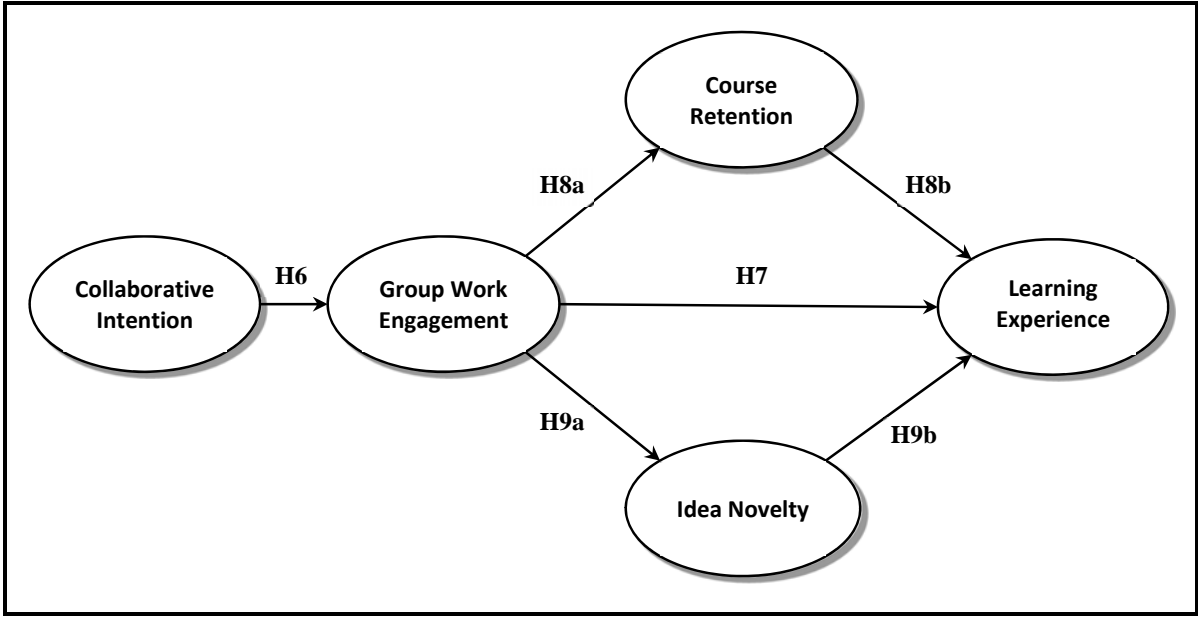 Course
Retention
H8a
H8b
Collaborative
Intention
H6
Group Work
Engagement
H7
Learning
Experience
H9a
H9b
Idea Novelty